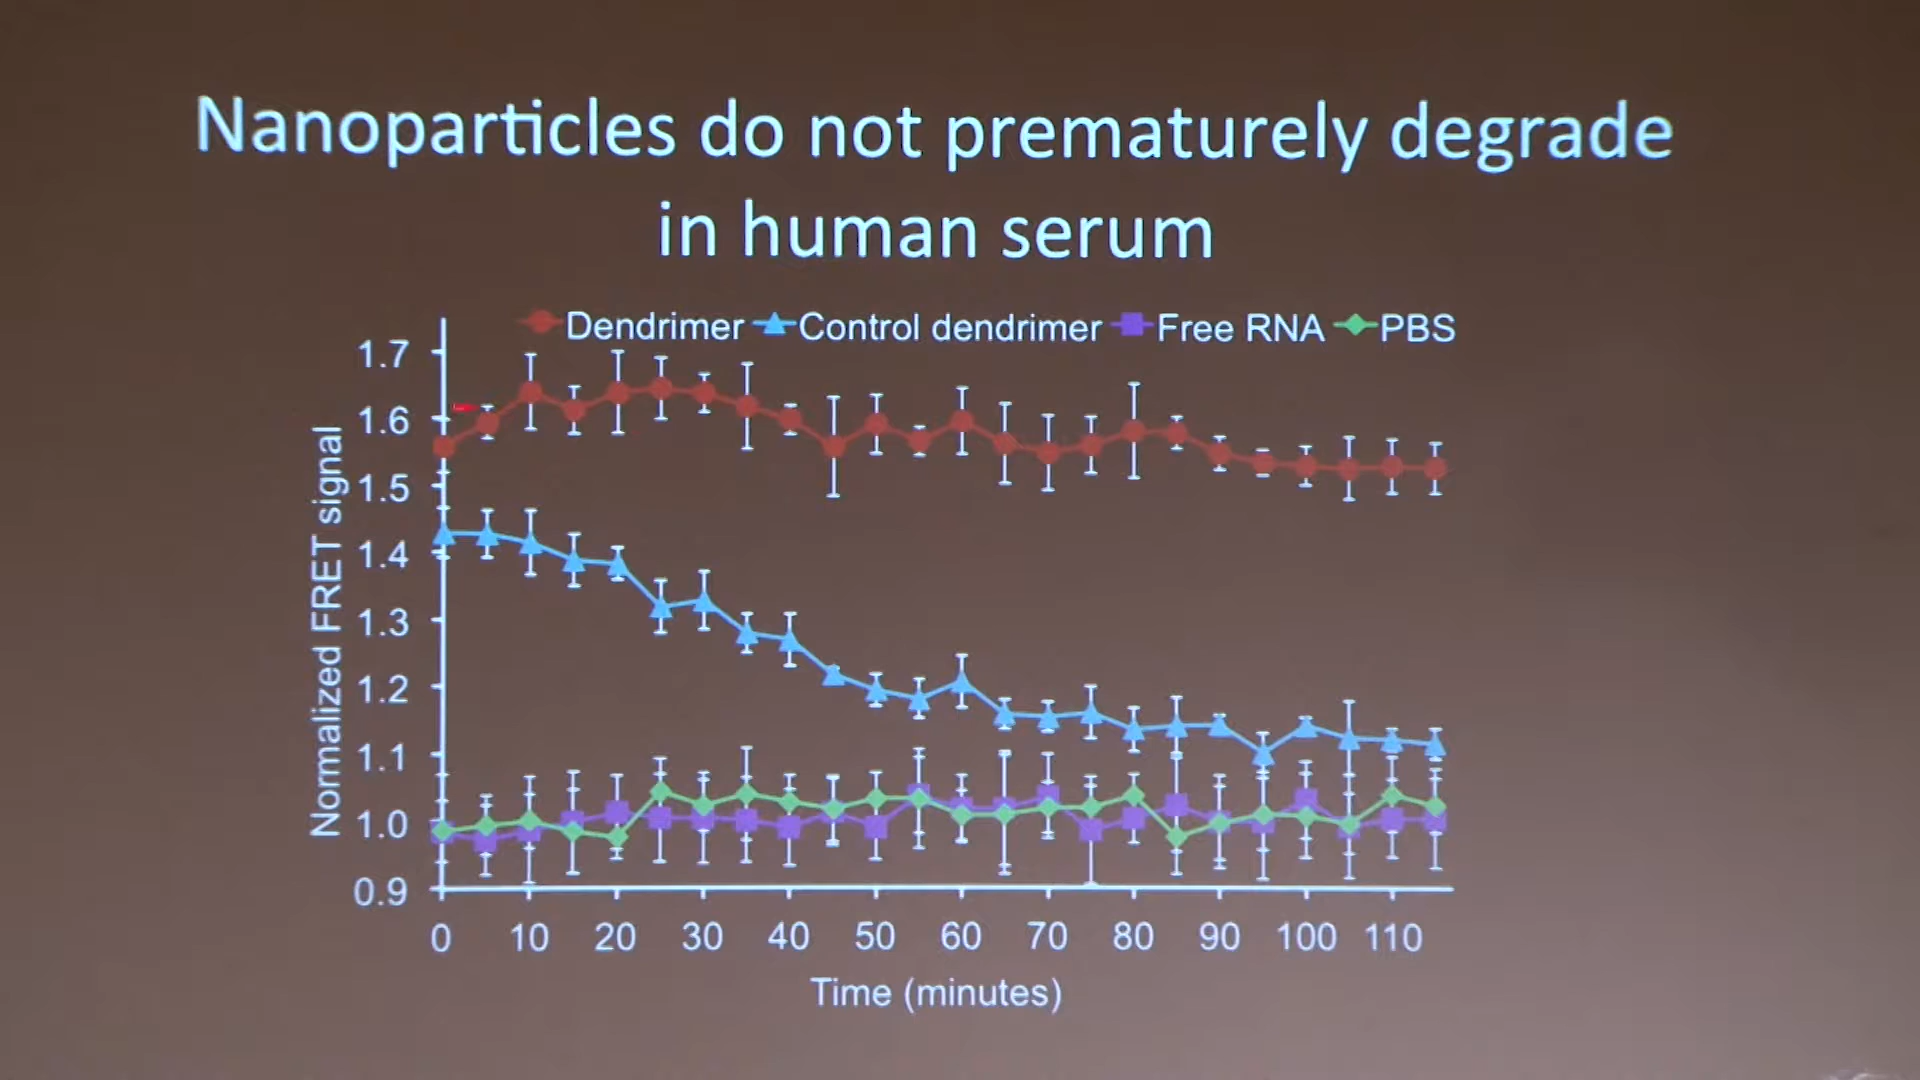 Nanoparticles do not prematurely degrade
in human serum
Dendrimer Control dendrimer Free RNA PBS
Normalized FRET signal
1.7
1.6
1.5
1.4
1.3
1.2
1.1
1.0
0.9
0 10 20 30 40 50 60 70 80 90 100 110
Time (minutes)